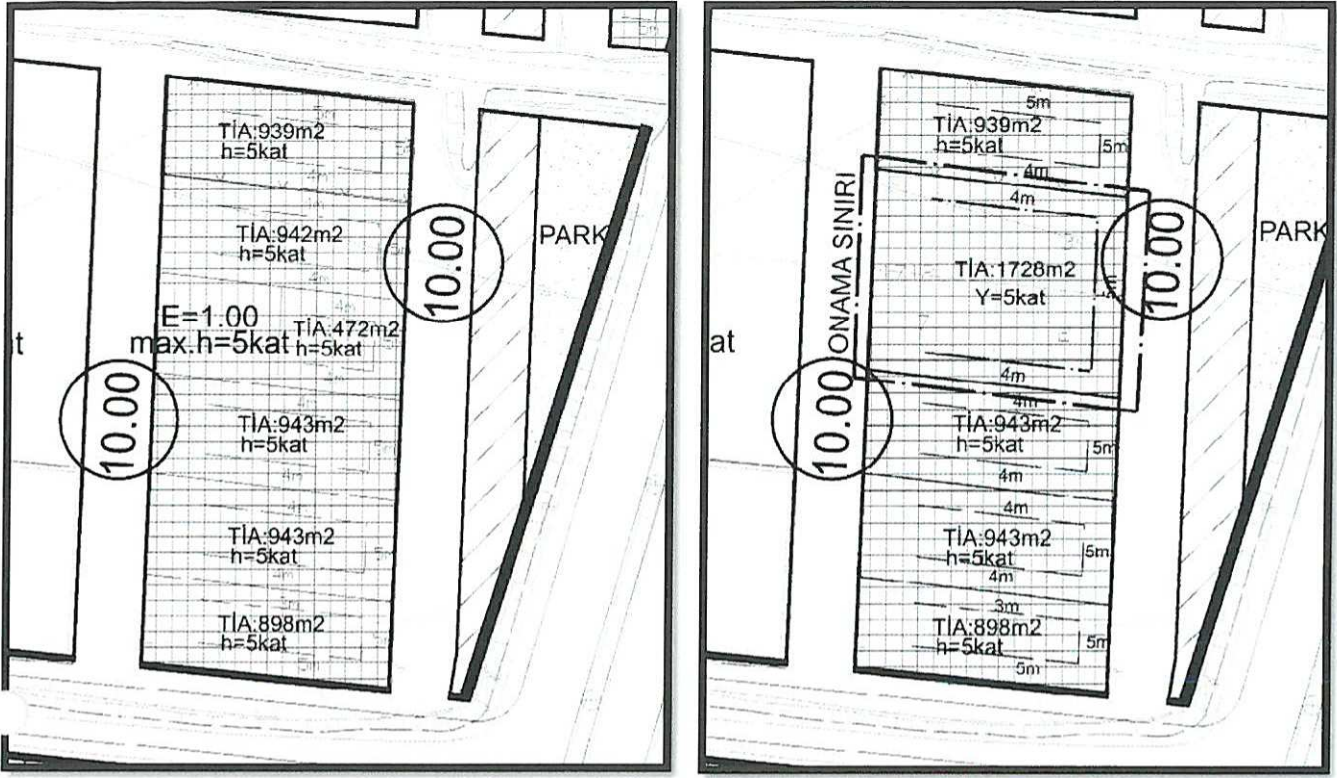 TİA:939m2
h=5kat
TİA:942m2
h=5kat
10.00
PARK
E=1.00
max.h=5kat
TİA:472m2
h=5kat
10.00
TİA:943m2
h=5kat
4m
TİA:943m2
h=5kat
TİA:898m2
h=5kat
5m
TİA:939m2
h=5kat
5m
4m
4m
ONAMA SINIRI
10.00
PARK
TİA:1728m2
Y=5kat
5m
at
4m
4m
10.00
TİA:943m2
h=5kat
5m
4m
4m
TİA:943m2
h=5kat
5m
4m
3m
TİA:898m2
h=5kat
5m
5m